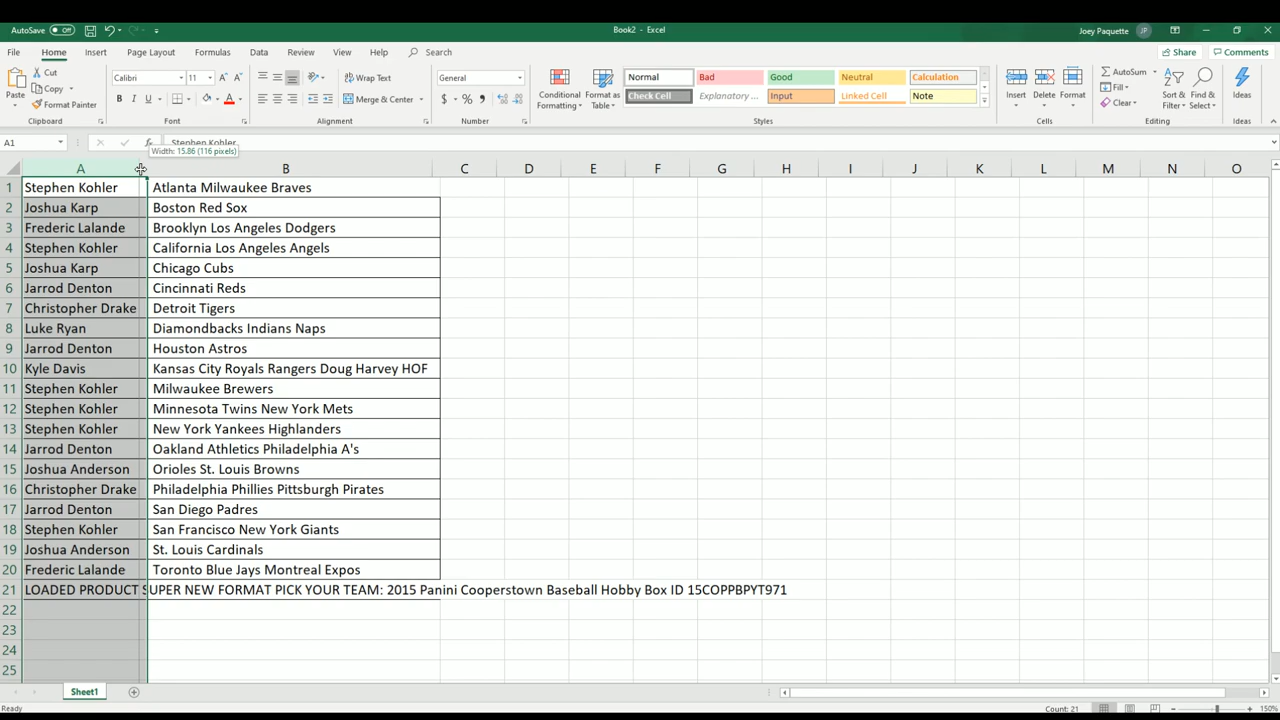 AutoSave Off Book2 - Excel Joey Paquette JP
File Home Insert Page Layout Formulas Data Review View Help Search Share Comments
Paste Cut Copy Format Painter Clipboard
Calibri 11 A A B I U A Font
Wrap Text Merge & Center Alignment
General $ % , Number
Conditional Formatting Format as Table
Normal Bad Good Neutral Calculation
Check Cell Explanatory ... Input Linked Cell Note
Styles
Insert Delete Format Cells
AutoSum Fill Clear Sort & Filter Find & Select Editing
Ideas Ideas
A1 fx Stephen Kohler
Width: 15.86 (116 pixels)
A B C D E F G H I J K L M N O
1 Stephen Kohler Atlanta Milwaukee Braves
2 Joshua Karp Boston Red Sox
3 Frederic Lalande Brooklyn Los Angeles Dodgers
4 Stephen Kohler California Los Angeles Angels
5 Joshua Karp Chicago Cubs
6 Jarrod Denton Cincinnati Reds
7 Christopher Drake Detroit Tigers
8 Luke Ryan Diamondbacks Indians Naps
9 Jarrod Denton Houston Astros
10 Kyle Davis Kansas City Royals Rangers Doug Harvey HOF
11 Stephen Kohler Milwaukee Brewers
12 Stephen Kohler Minnesota Twins New York Mets
13 Stephen Kohler New York Yankees Highlanders
14 Jarrod Denton Oakland Athletics Philadelphia A's
15 Joshua Anderson Orioles St. Louis Browns
16 Christopher Drake Philadelphia Phillies Pittsburgh Pirates
17 Jarrod Denton San Diego Padres
18 Stephen Kohler San Francisco New York Giants
19 Joshua Anderson St. Louis Cardinals
20 Frederic Lalande Toronto Blue Jays Montreal Expos
21 LOADED PRODUCT SUPER NEW FORMAT PICK YOUR TEAM: 2015 Panini Cooperstown Baseball Hobby Box ID 15COPPBPYT971
22
23
24
25
Sheet1
Ready Count: 21 150%